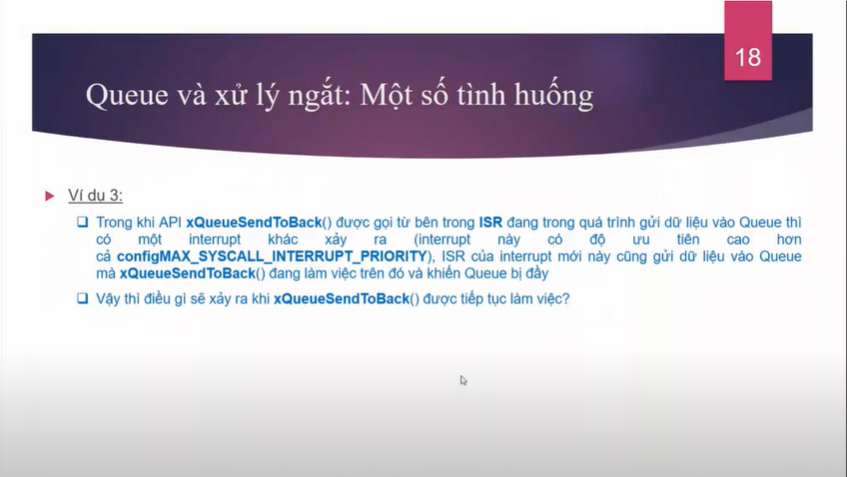 18
Queue và xử lý ngắt: Một số tình huống
Ví du 3:
Trong khi API xQueueSendToBack() được gọi từ bên trong ISR đang trong quá trình gửi dữ liệu vào Queue thì
có một interrupt khác xảy ra (interrupt này có độ ưu tiên cao hơn
cả configMAX_SYSCALL_INTERRUPT_PRIORITY), ISR của interrupt mới này cũng gửi dữ liệu vào Queue
mà xQueueSendToBack() đang làm việc trên đó và khiến Queue bị đầy
Vậy thì điều gì sẽ xảy ra khi xQueueSendToBack() được tiếp tục làm việc?